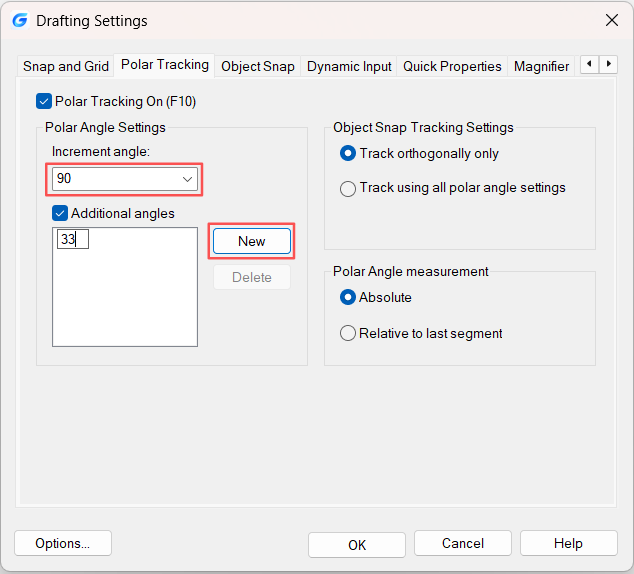 Drafting Settings
Snap and Grid Polar Tracking Object Snap Dynamic Input Quick Properties Magnifier
Polar Tracking On (F10)
Polar Angle Settings
Increment angle:
90
Additional angles
33
New
Delete
Object Snap Tracking Settings
Track orthogonally only
Track using all polar angle settings
Polar Angle measurement
Absolute
Relative to last segment
Options... OK Cancel Help